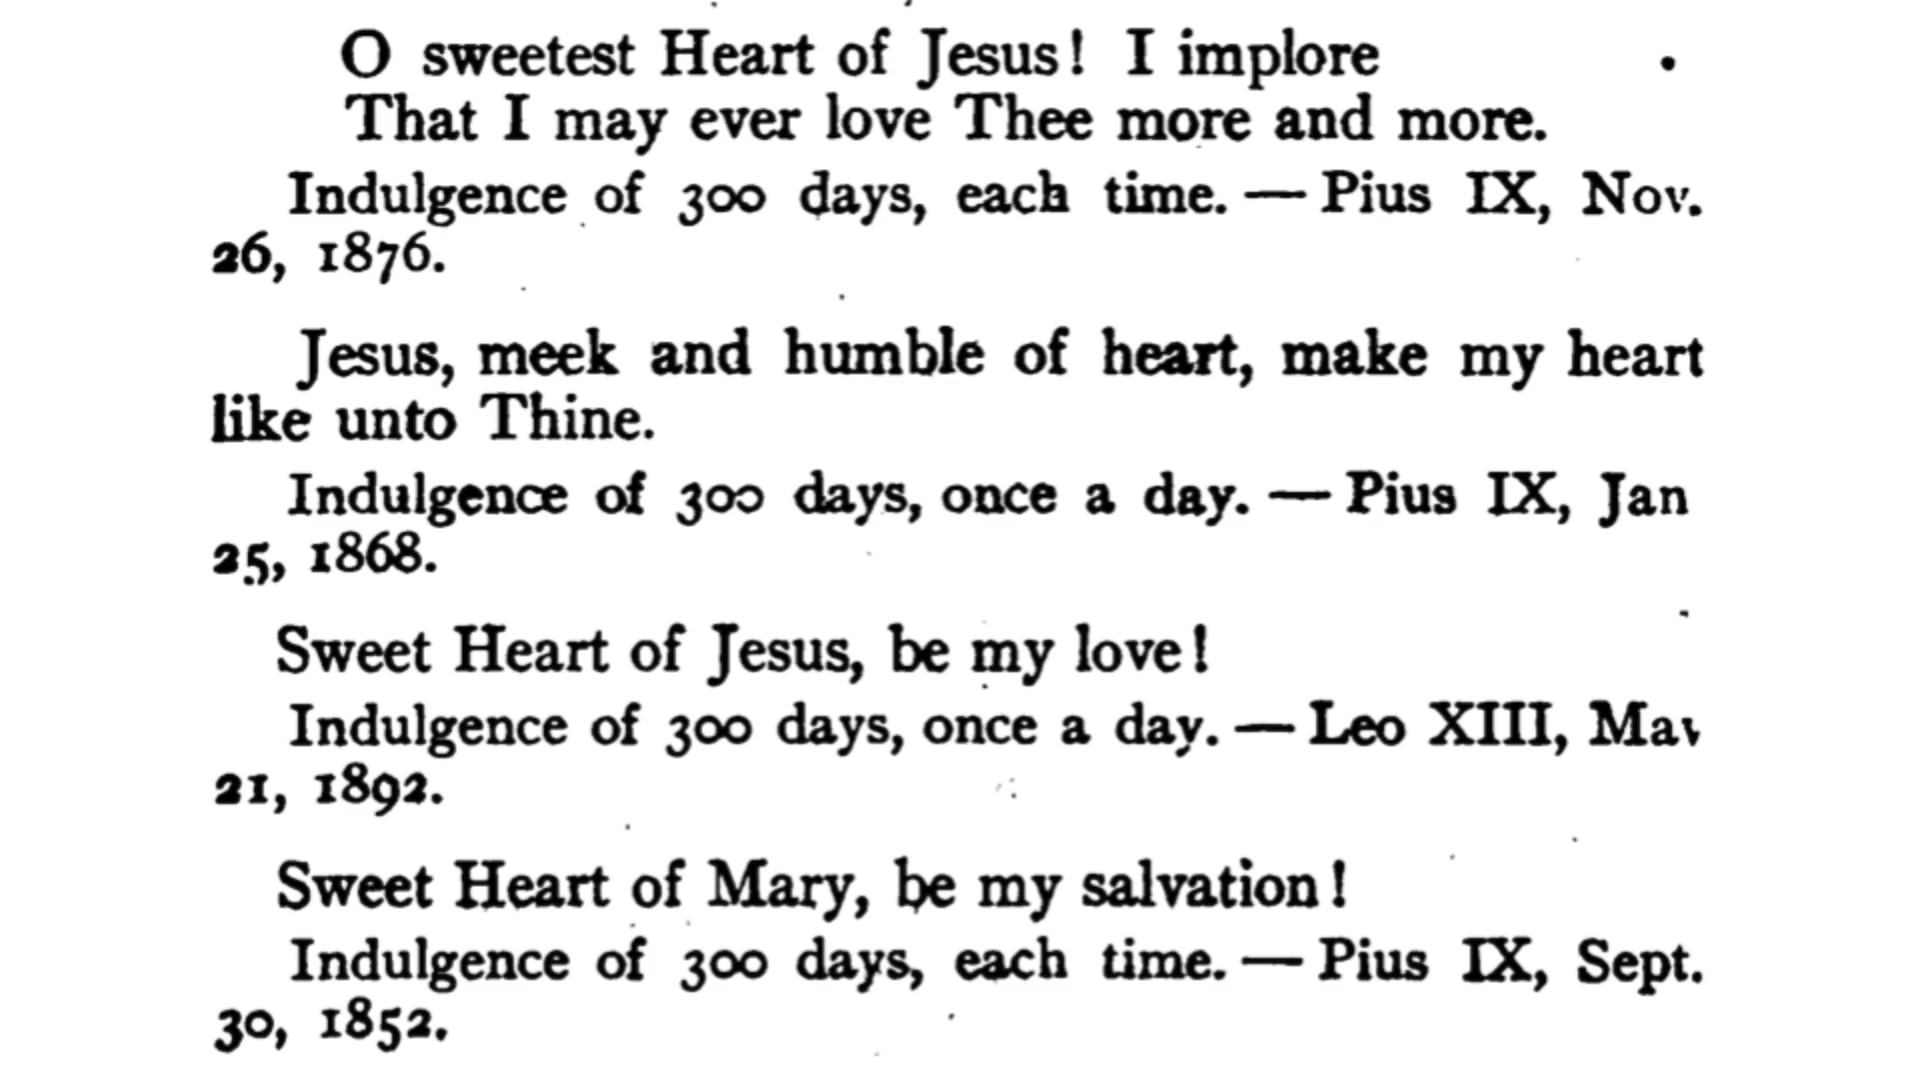 O sweetest Heart of Jesus! I implore
That I may ever love Thee more and more.
Indulgence of 300 days, each time. — Pius IX, Nov.
26, 1876.
Jesus, meek and humble of heart, make my heart
like unto Thine.
Indulgence of 300 days, once a day. — Pius IX, Jan
25, 1868.
Sweet Heart of Jesus, be my love!
Indulgence of 300 days, once a day. — Leo XIII, May
21, 1892.
Sweet Heart of Mary, be my salvation!
Indulgence of 300 days, each time. — Pius IX, Sept.
30, 1852.